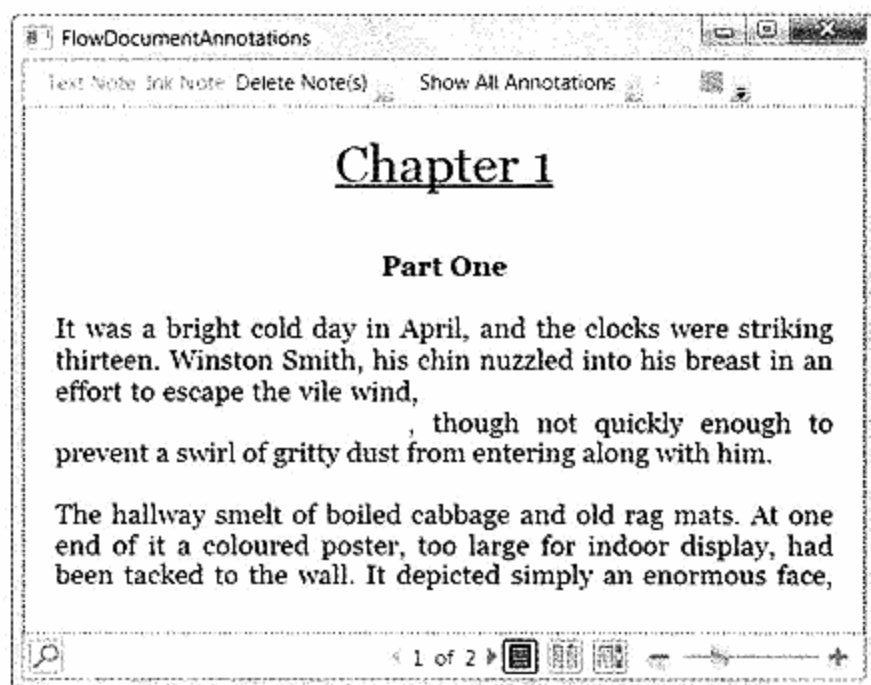 FlowDocumentAnnotations
Text Note Ink Note Delete Note(s) Show All Annotations
Chapter 1
Part One
It was a bright cold day in April, and the clocks were striking
thirteen. Winston Smith, his chin nuzzled into his breast in an
effort to escape the vile wind,
, though not quickly enough to
prevent a swirl of gritty dust from entering along with him.
The hallway smelt of boiled cabbage and old rag mats. At one
end of it a coloured poster, too large for indoor display, had
been tacked to the wall. It depicted simply an enormous face,
1 of 2